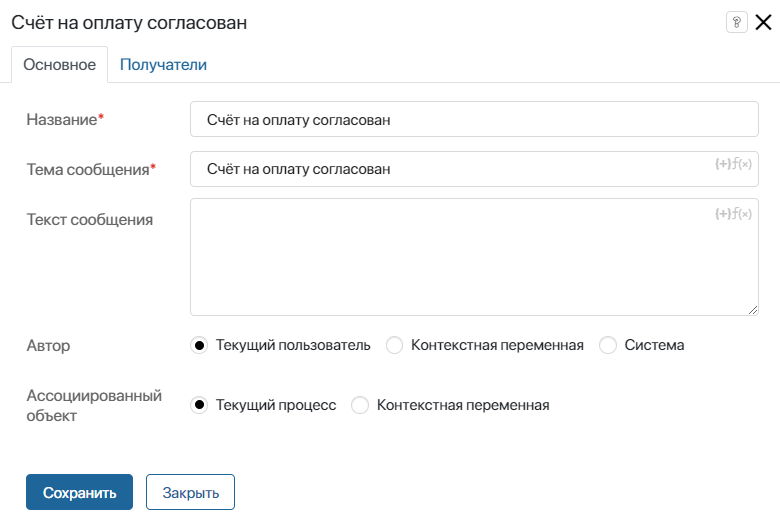 Счёт на оплату согласован
?
Основное Получатели
Название* Счёт на оплату согласован
Тема сообщения* Счёт на оплату согласован {+}ƒ(x)
Текст сообщения {+}ƒ(x)
Автор Текущий пользователь Контекстная переменная Система
Ассоциированный
объект Текущий процесс Контекстная переменная
Сохранить Закрыть